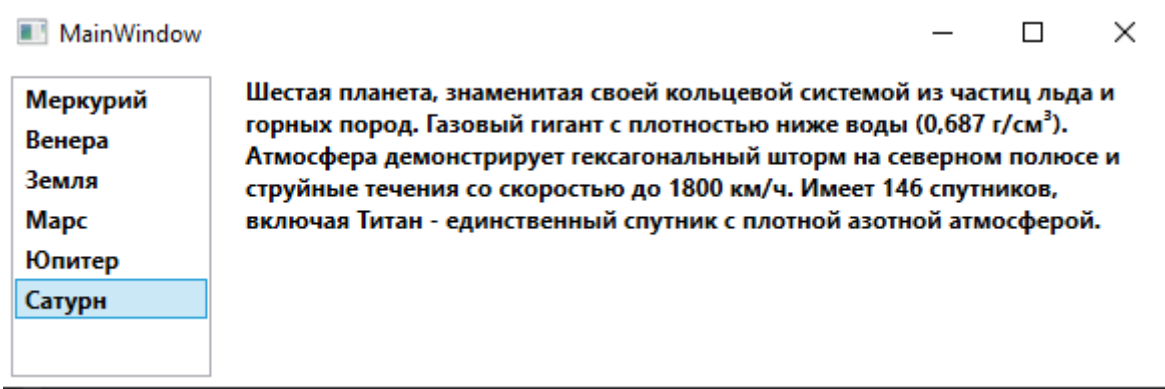 MainWindow
Меркурий
Венера
Земля
Марс
Юпитер
Сатурн
Шестая планета, знаменитая своей кольцевой системой из частиц льда и
горных пород. Газовый гигант с плотностью ниже воды (0,687 г/см³).
Атмосфера демонстрирует гексагональный шторм на северном полюсе и
струйные течения со скоростью до 1800 км/ч. Имеет 146 спутников,
включая Титан - единственный спутник с плотной азотной атмосферой.